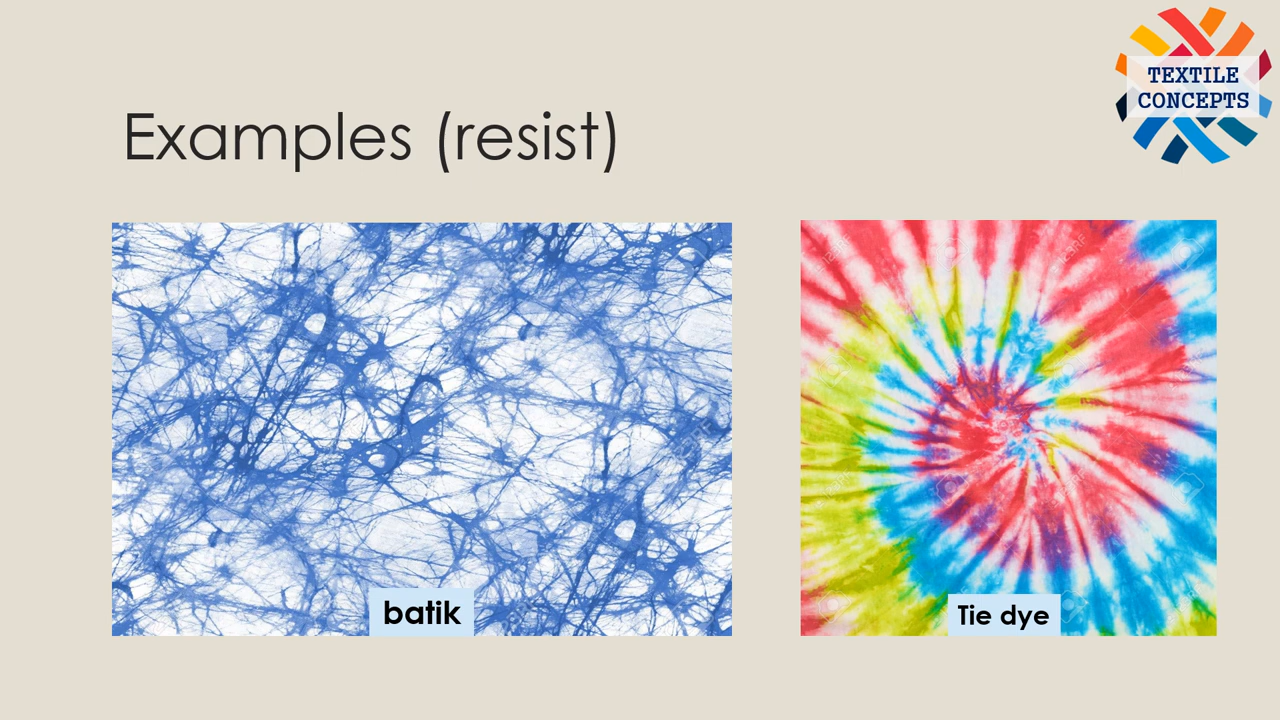 TEXTILE
CONCEPTS
Examples (resist)
batik
Tie dye